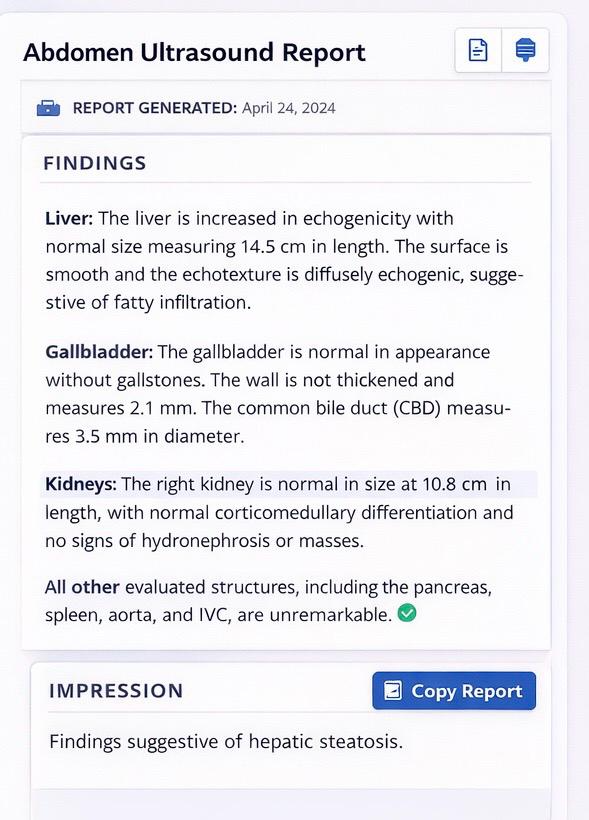 Abdomen Ultrasound Report
REPORT GENERATED: April 24, 2024
FINDINGS
Liver: The liver is increased in echogenicity with
normal size measuring 14.5 cm in length. The surface is
smooth and the echotexture is diffusely echogenic, sugge-
stive of fatty infiltration.
Gallbladder: The gallbladder is normal in appearance
without gallstones. The wall is not thickened and
measures 2.1 mm. The common bile duct (CBD) measu-
res 3.5 mm in diameter.
Kidneys: The right kidney is normal in size at 10.8 cm in
length, with normal corticomedullary differentiation and
no signs of hydronephrosis or masses.
All other evaluated structures, including the pancreas,
spleen, aorta, and IVC, are unremarkable.
IMPRESSION
Copy Report
Findings suggestive of hepatic steatosis.